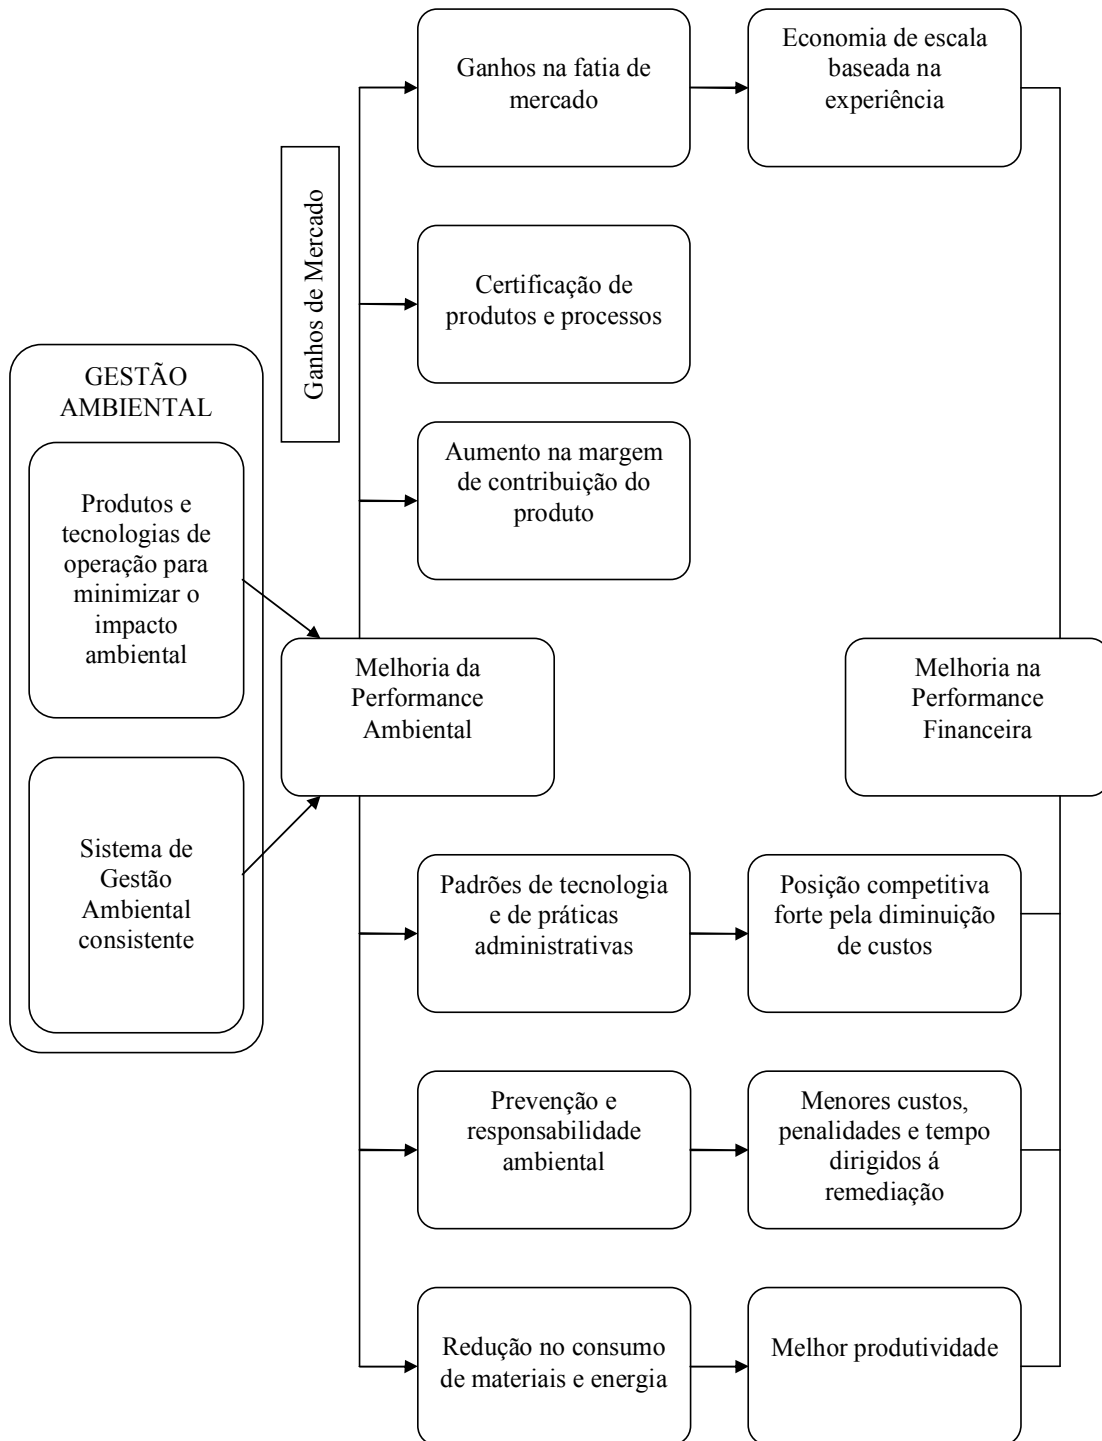 Ganhos na fatia de
mercado
Economia de escala
baseada na
experiência
Ganhos de Mercado
Certificação de
produtos e processos
Aumento na margem
de contribuição do
produto
GESTÃO
AMBIENTAL
Produtos e
tecnologias de
operação para
minimizar o
impacto
ambiental
Sistema de
Gestão
Ambiental
consistente
Melhoria da
Performance
Ambiental
Melhoria na
Performance
Financeira
Padrões de tecnologia
e de práticas
administrativas
Posição competitiva
forte pela diminuição
de custos
Prevenção e
responsabilidade
ambiental
Menores custos,
penalidades e tempo
dirigidos á
remediação
Redução no consumo
de materiais e energia
Melhor produtividade